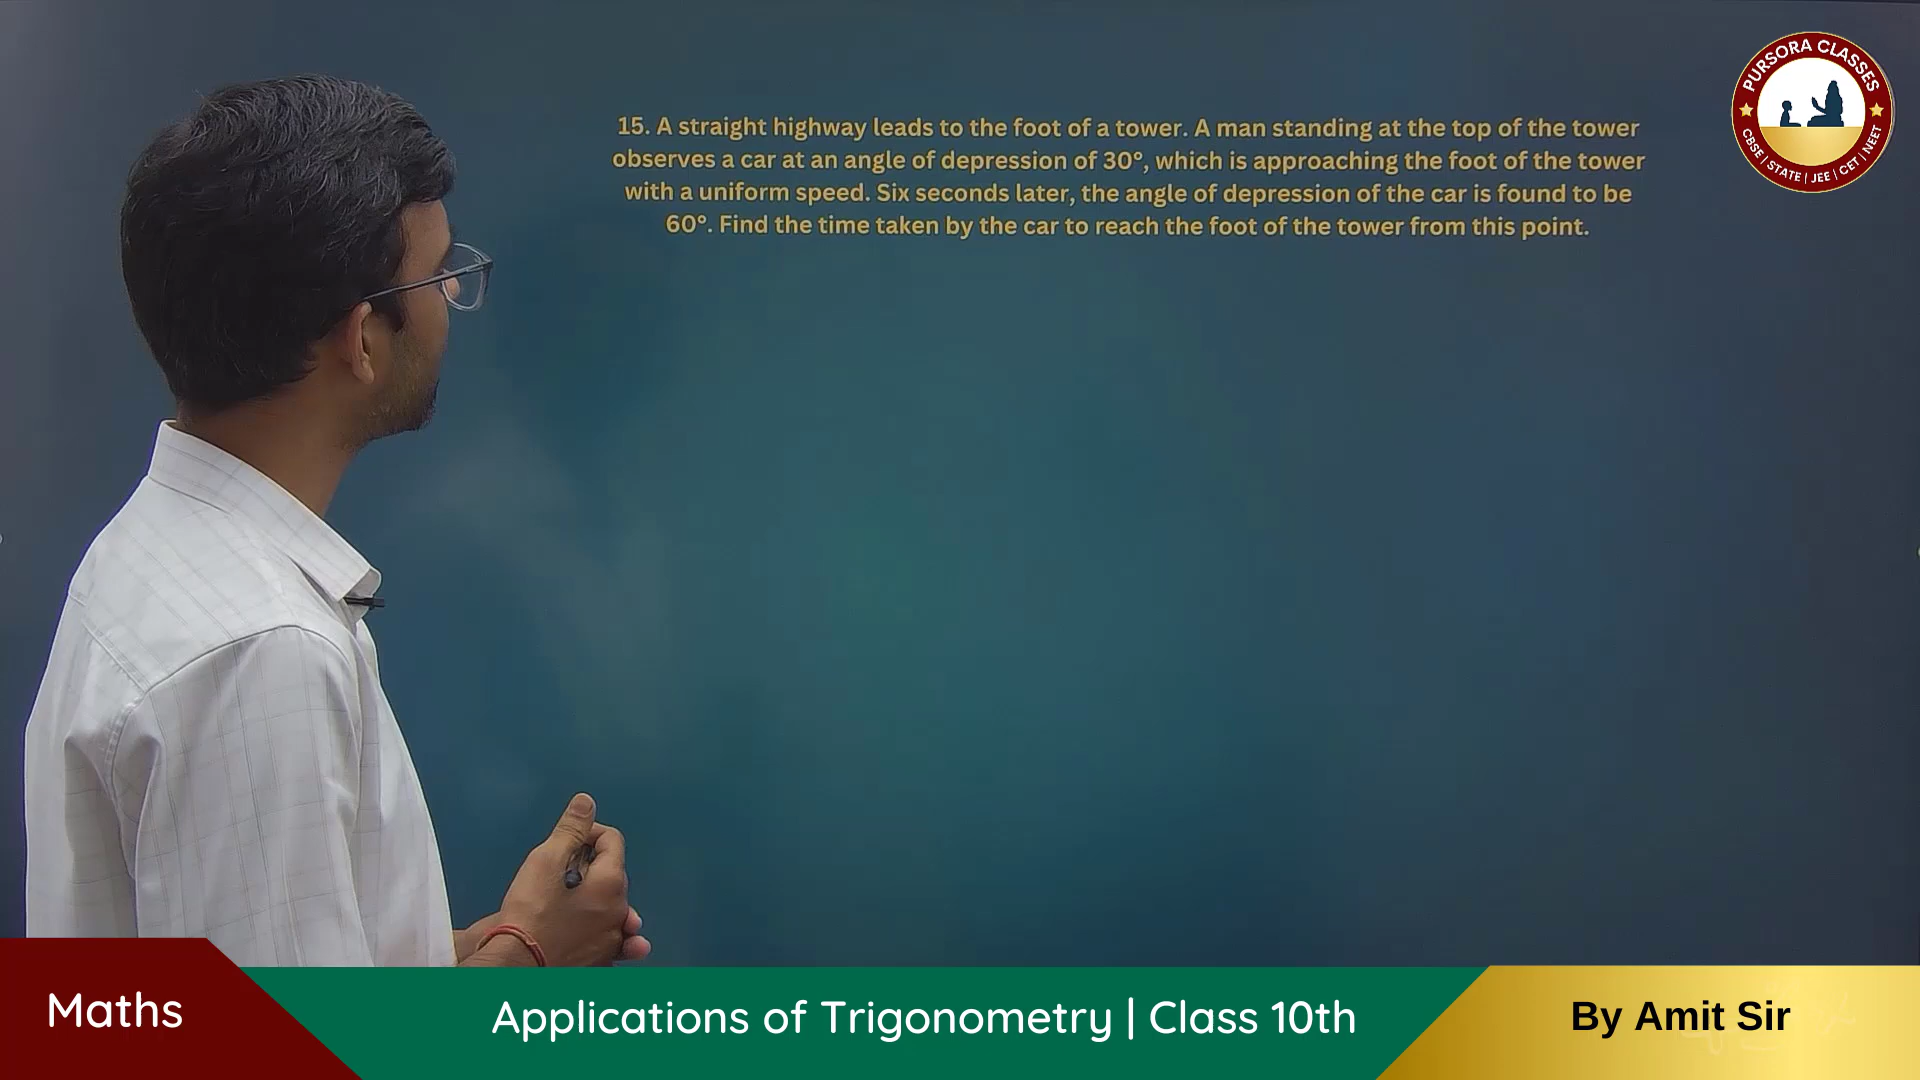 15. A straight highway leads to the foot of a tower. A man standing at the top of the tower
observes a car at an angle of depression of 30°, which is approaching the foot of the tower
with a uniform speed. Six seconds later, the angle of depression of the car is found to be
60°. Find the time taken by the car to reach the foot of the tower from this point.
PURSORA CLASSES
CBSE | STATE | JEE | CET | NEET
Maths
Applications of Trigonometry | Class 10th
By Amit Sir